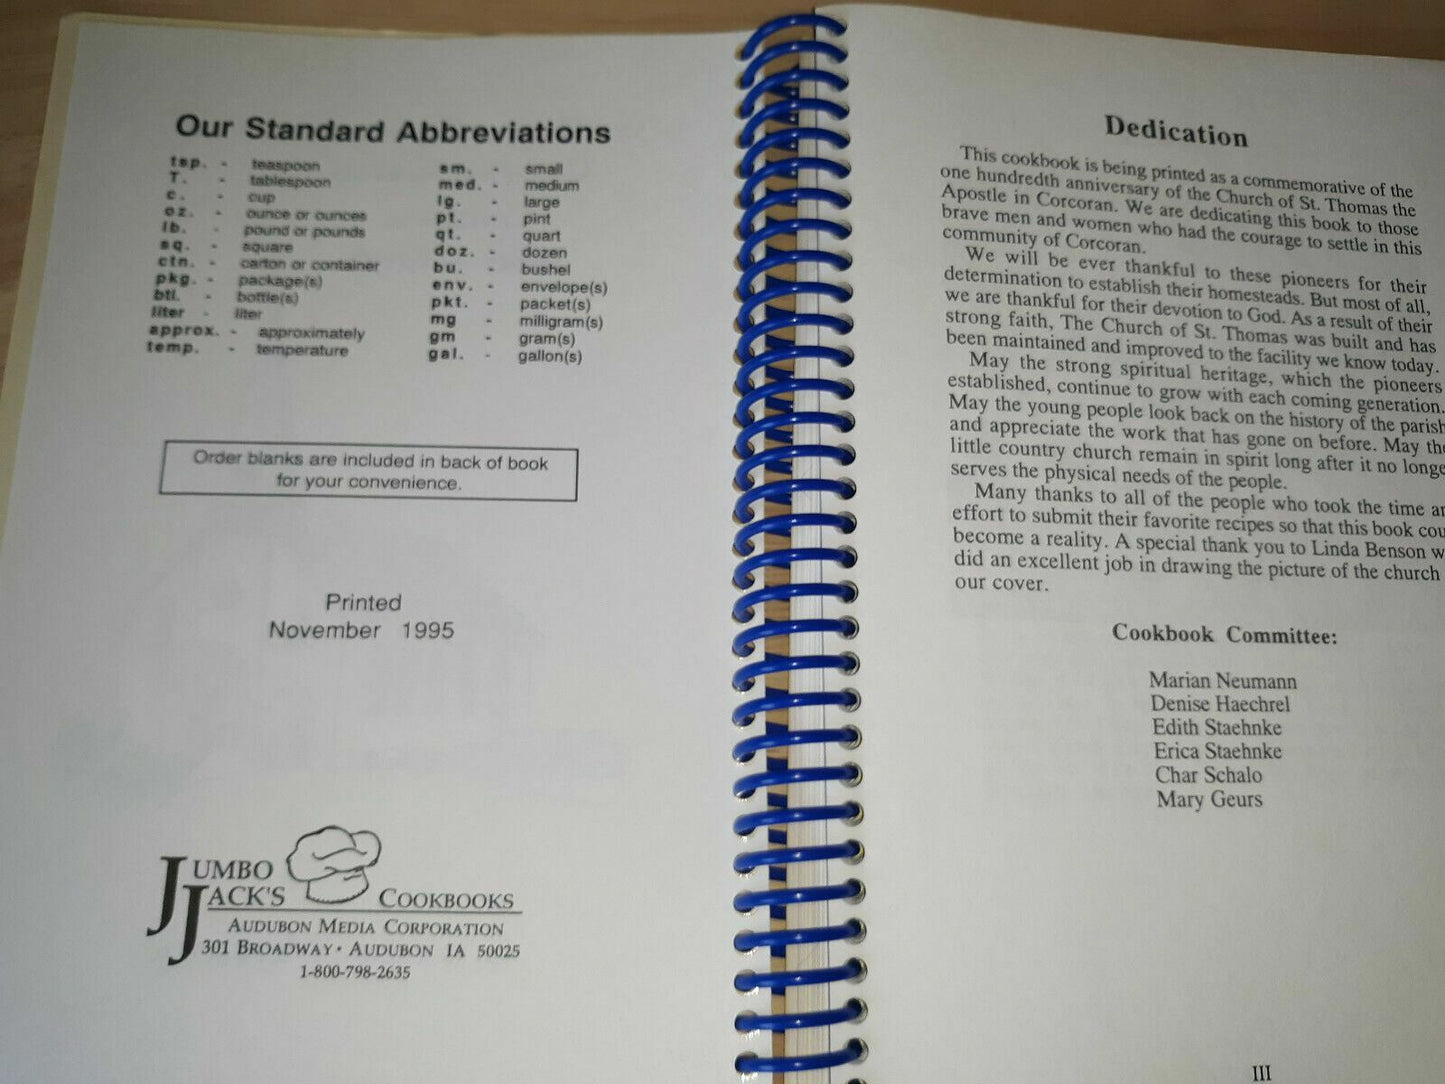 Our Standard Abbreviations
tsp. - teaspoon
T. - tablespoon
c. - cup
oz. - ounce or ounces
lb. - pound or pounds
sq. - square
ctn. - carton or container
pkg. - package(s)
btl. - bottle(s)
liter - liter
approx. - approximately
temp. - temperature
sm. - small
med. - medium
lg. - large
pt. - pint
qt. - quart
doz. - dozen
bu. - bushel
env. - envelope(s)
pkt. - packet(s)
mg - milligram(s)
gm - gram(s)
gal. - gallon(s)
Order blanks are included in back of book
for your convenience.
Printed
November 1995
JUMBO
JACK'S COOKBOOKS
AUDUBON MEDIA CORPORATION
301 BROADWAY • AUDUBON IA 50025
1-800-798-2635
Dedication
This cookbook is being printed as a commemorative of the
one hundredth anniversary of the Church of St. Thomas the
Apostle in Corcoran. We are dedicating this book to those
brave men and women who had the courage to settle in this
community of Corcoran.
We will be ever thankful to these pioneers for their
determination to establish their homesteads. But most of all,
we are thankful for their devotion to God. As a result of their
strong faith, The Church of St. Thomas was built and has
been maintained and improved to the facility we know today.
May the strong spiritual heritage, which the pioneers
established, continue to grow with each coming generation.
May the young people look back on the history of the parish
and appreciate the work that has gone on before. May the
little country church remain in spirit long after it no longe
serves the physical needs of the people.
Many thanks to all of the people who took the time an
effort to submit their favorite recipes so that this book cou
become a reality. A special thank you to Linda Benson w
did an excellent job in drawing the picture of the church
our cover.
Cookbook Committee:
Marian Neumann
Denise Haechrel
Edith Staehnke
Erica Staehnke
Char Schalo
Mary Geurs
III